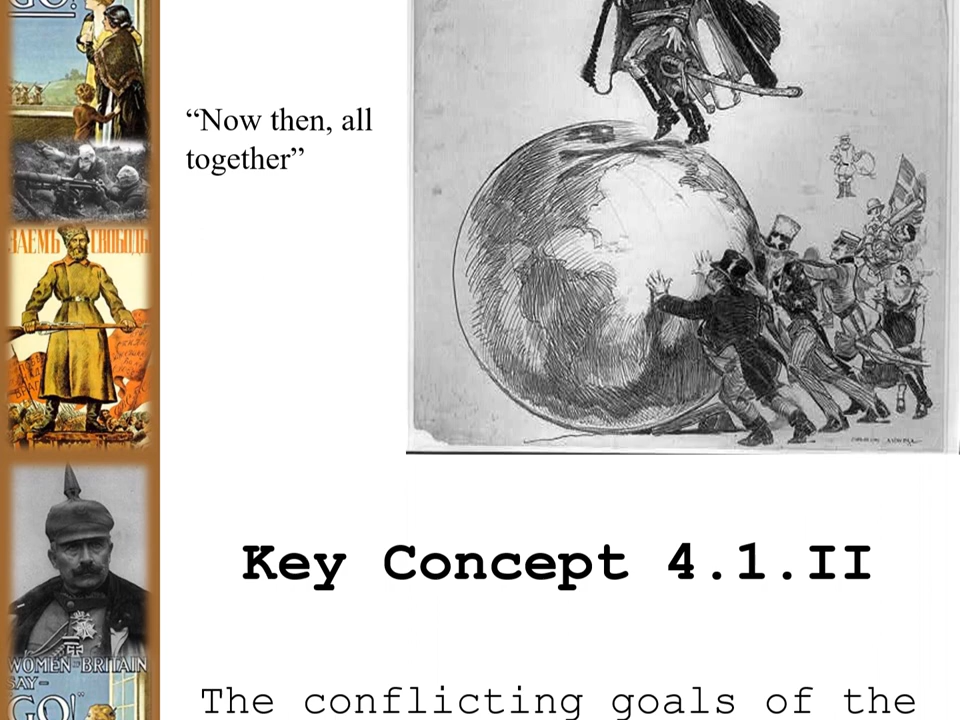 GO!
“Now then, all
together”
ЗАЕМЪ СВОБОДЫ
Key Concept 4.1.II
WOMEN=BRITAIN
SAY–
GO!"
The conflicting goals of the